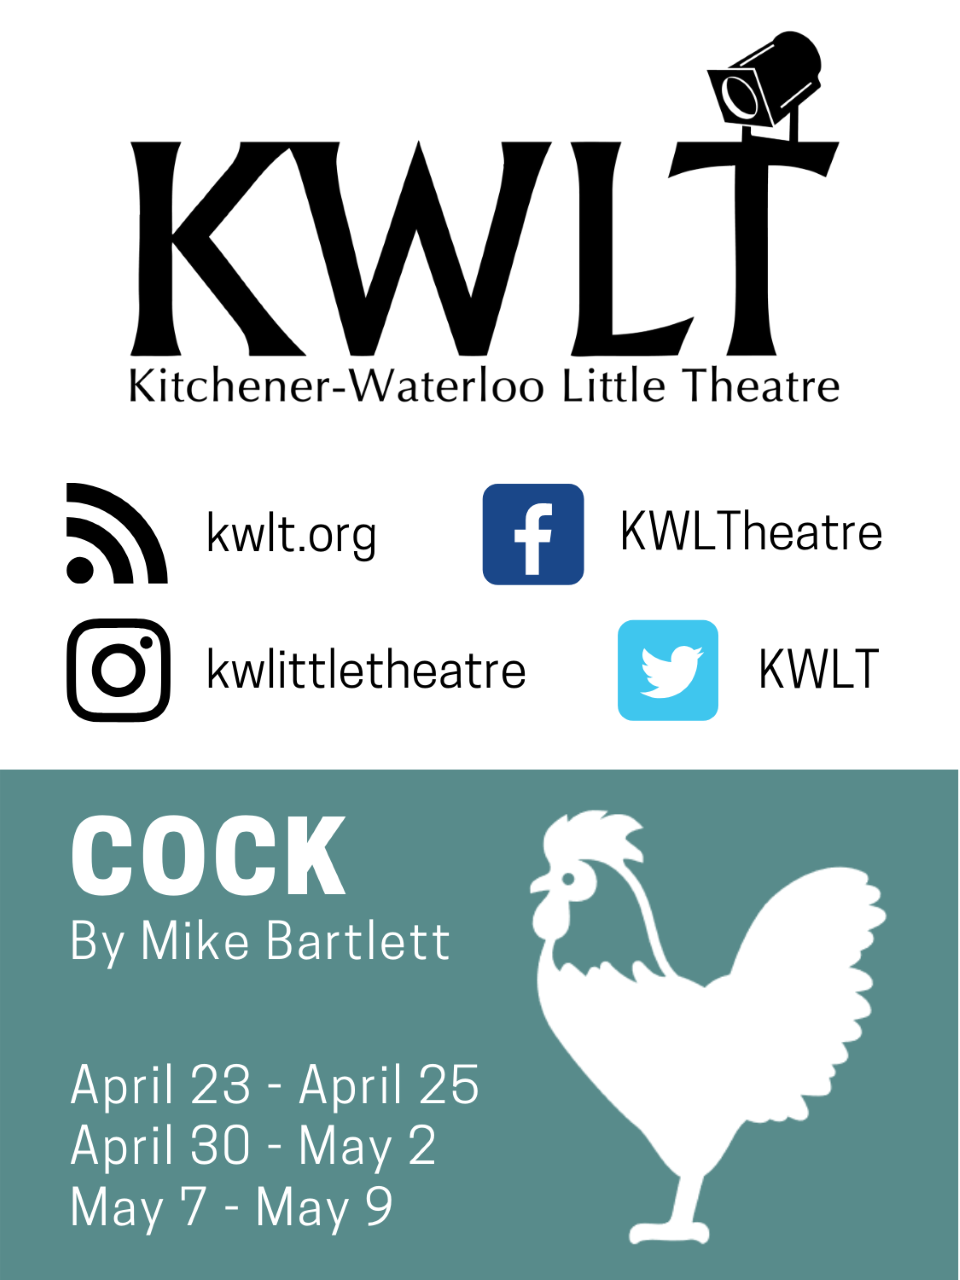 KWLT
Kitchener-Waterloo Little Theatre
kwlt.org
KWLTheatre
kwlittletheatre
KWLT
COCK
By Mike Bartlett
April 23 - April 25
April 30 - May 2
May 7 - May 9